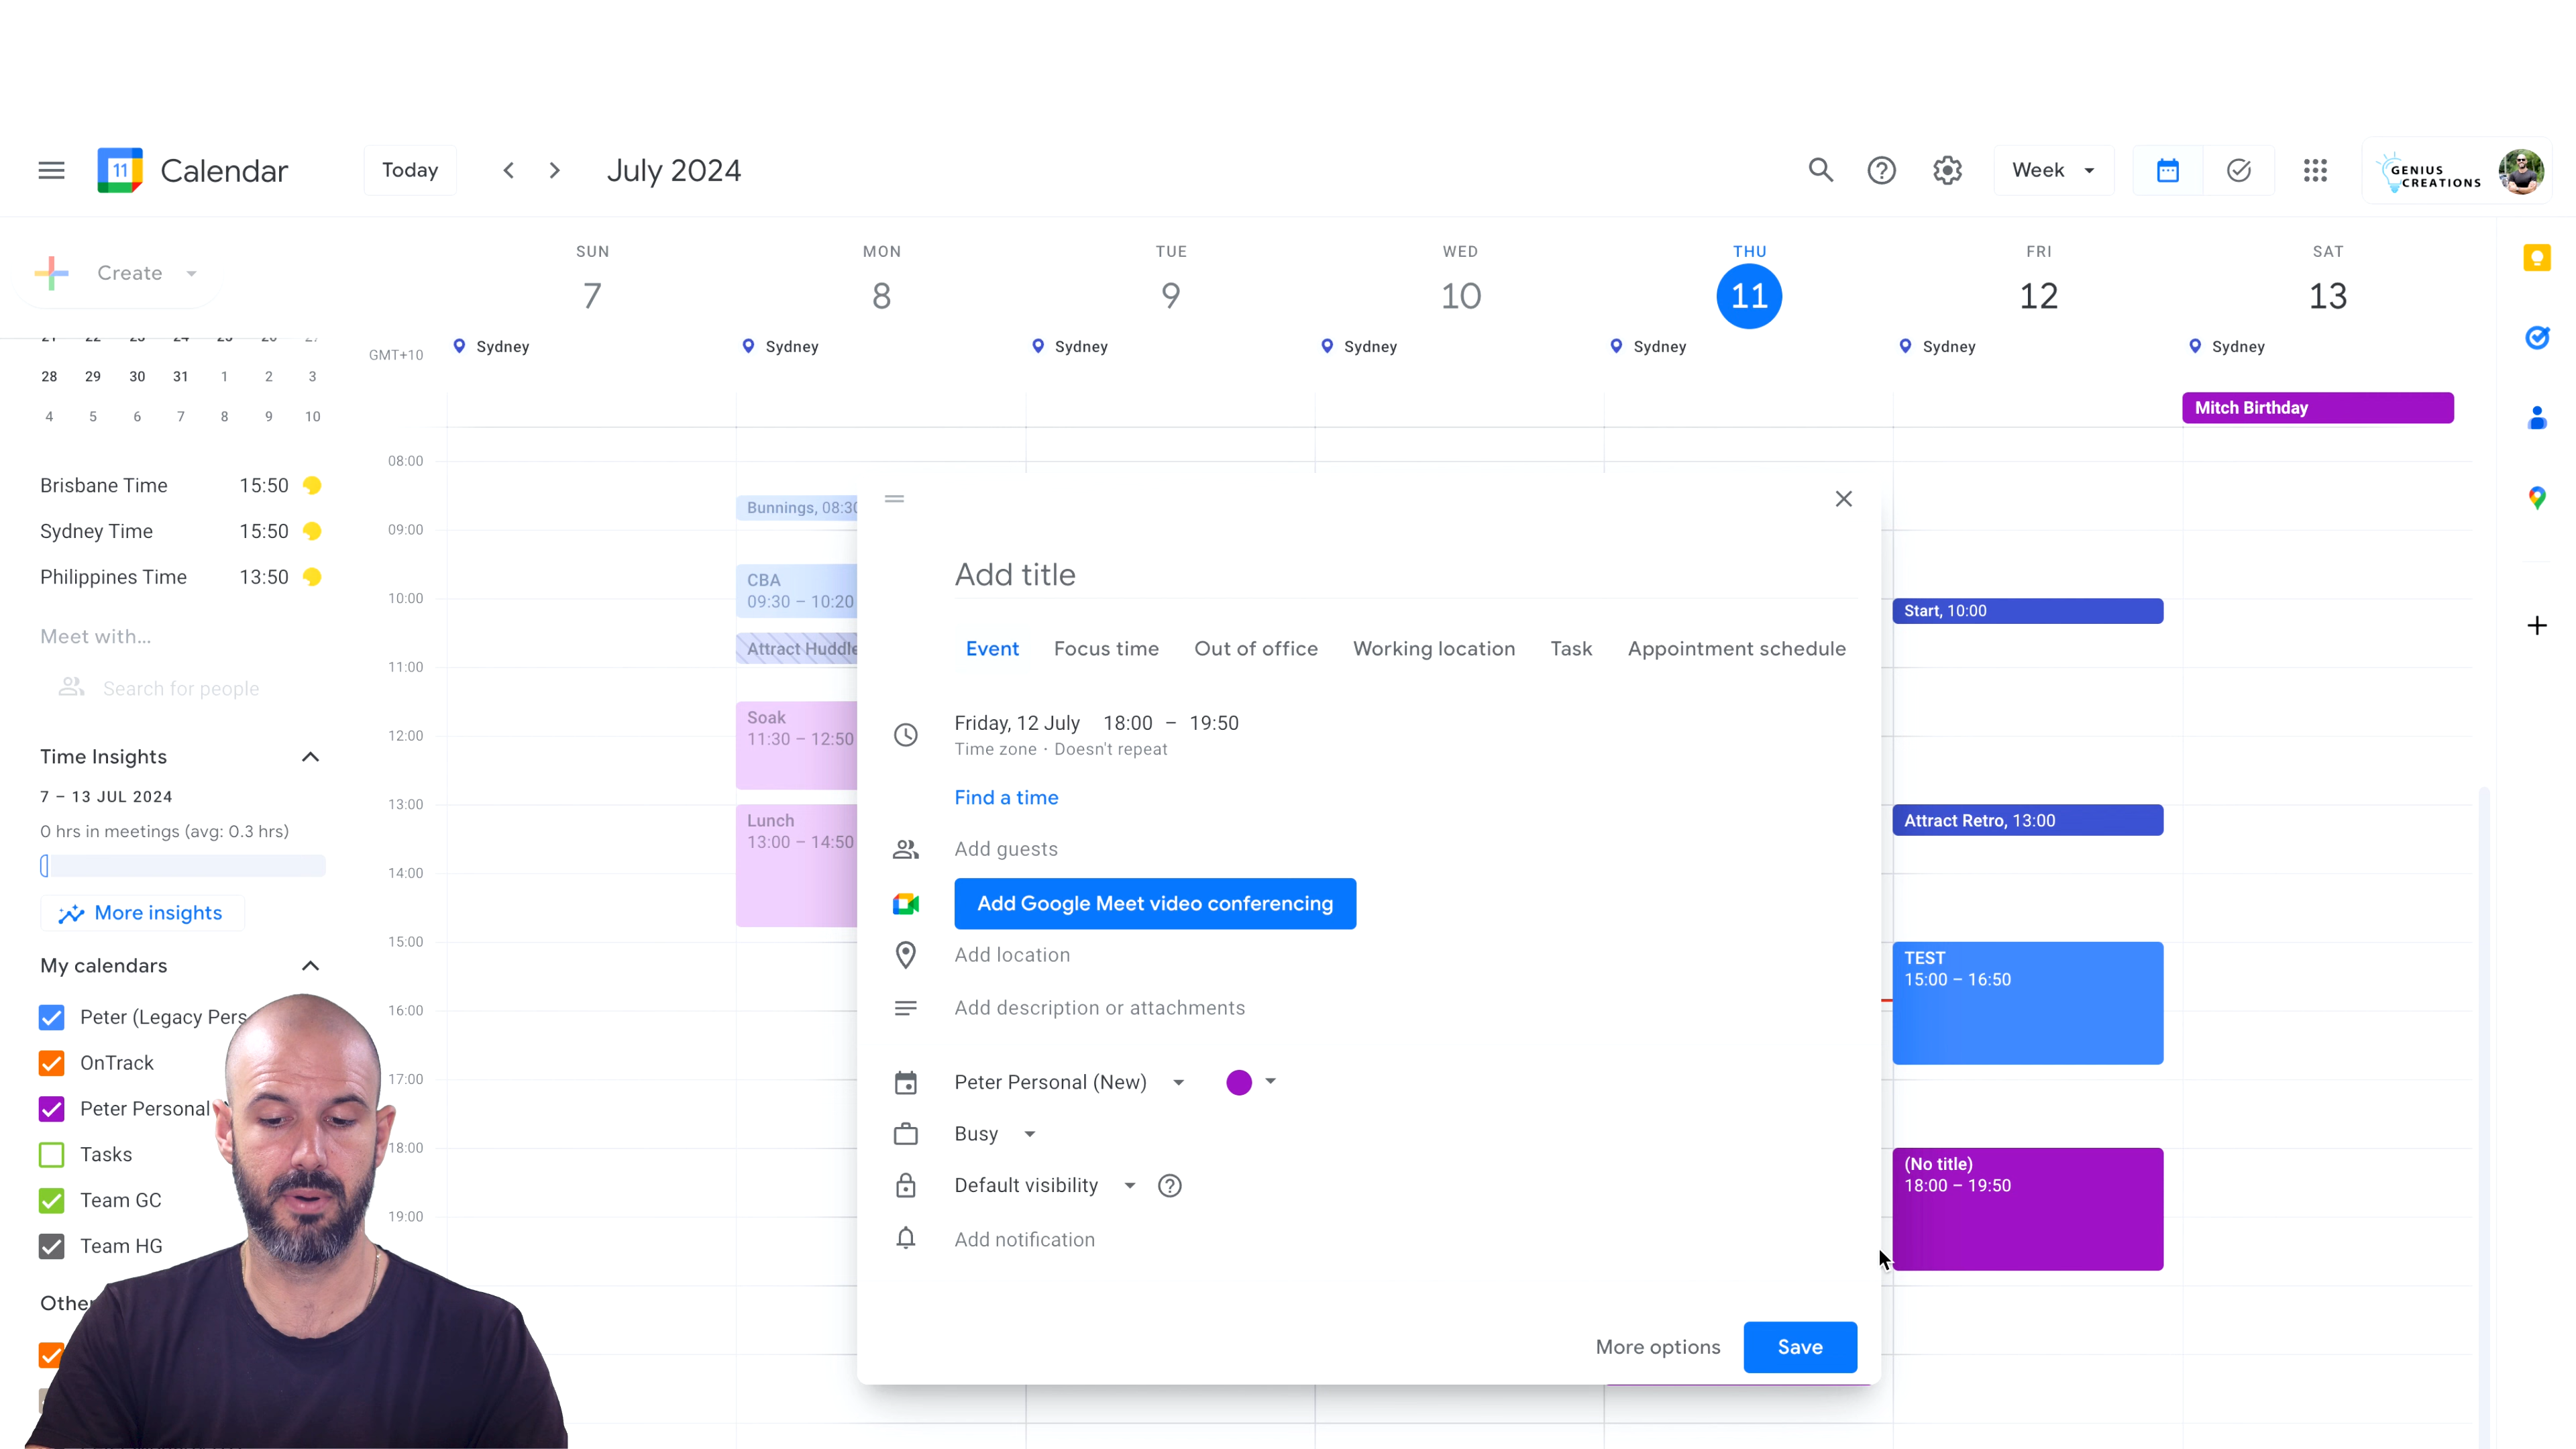 11 Calendar Today July 2024 Week GENIUS CREATIONS
Create
SUN MON TUE WED THU FRI SAT
7 8 9 10 11 12 13
GMT+10 Sydney Sydney Sydney Sydney Sydney Sydney Sydney
21 22 23 24 25 26 27
28 29 30 31 1 2 3
4 5 6 7 8 9 10
Brisbane Time 15:50
Sydney Time 15:50
Philippines Time 13:50
Meet with...
Search for people
Time Insights
7 – 13 JUL 2024
0 hrs in meetings (avg: 0.3 hrs)
More insights
My calendars
Peter (Legacy Pers
OnTrack
Peter Personal
Tasks
Team GC
Team HG
Other
08:00
09:00
10:00
11:00
12:00
13:00
14:00
15:00
16:00
17:00
18:00
19:00
Bunnings, 08:30
CBA
09:30 – 10:20
Attract Huddle
Soak
11:30 – 12:50
Lunch
13:00 – 14:50
Add title
Event Focus time Out of office Working location Task Appointment schedule
Friday, 12 July 18:00 – 19:50
Time zone · Doesn't repeat
Find a time
Add guests
Add Google Meet video conferencing
Add location
Add description or attachments
Peter Personal (New)
Busy
Default visibility
Add notification
More options Save
Start, 10:00
Attract Retro, 13:00
TEST
15:00 – 16:50
(No title)
18:00 – 19:50
Mitch Birthday